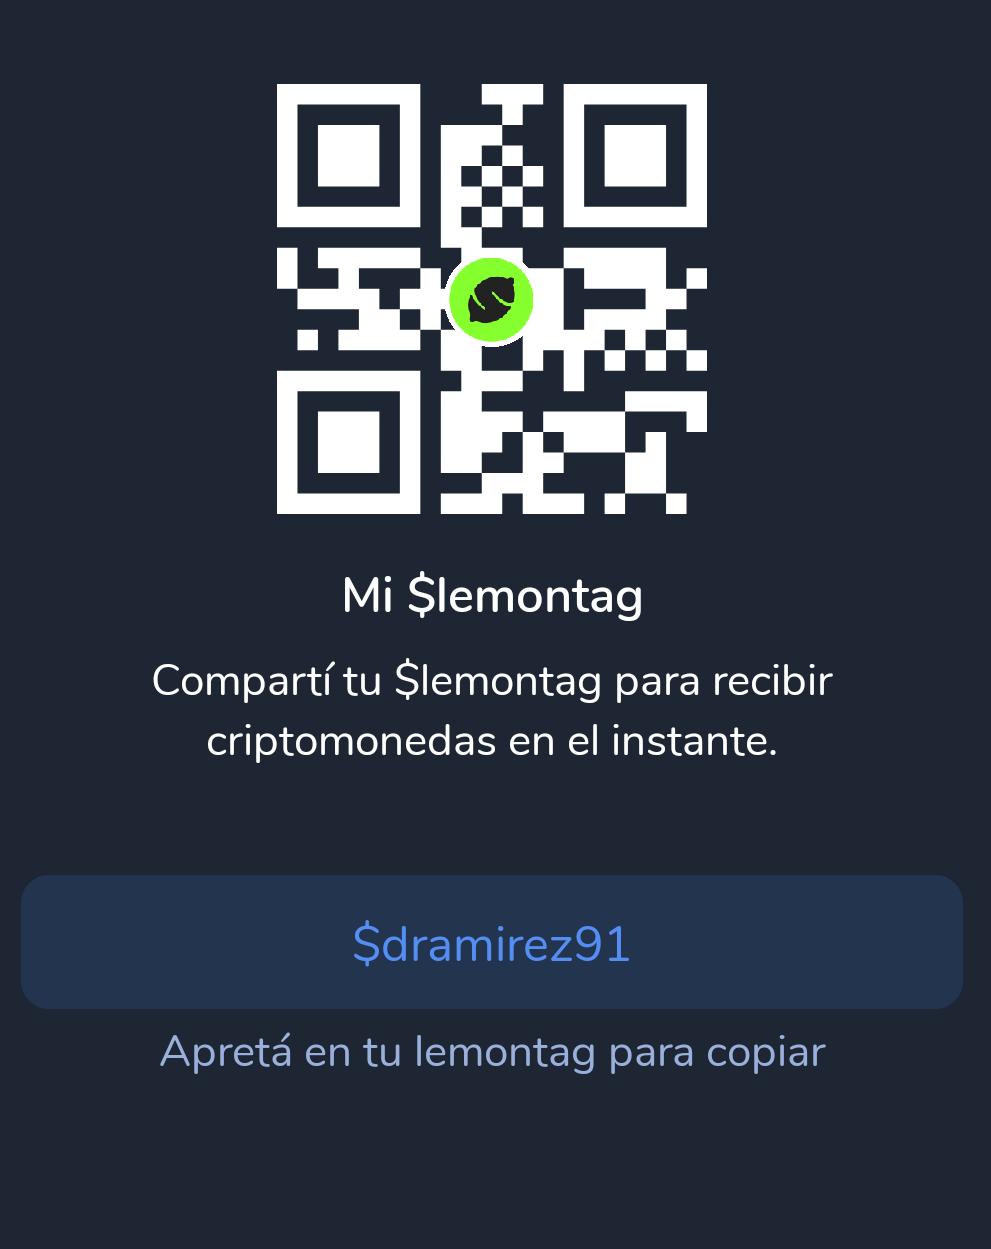 Mi $lemontag
Compartí tu $lemontag para recibir
criptomonedas en el instante.
$dramirez91
Apretá en tu lemontag para copiar